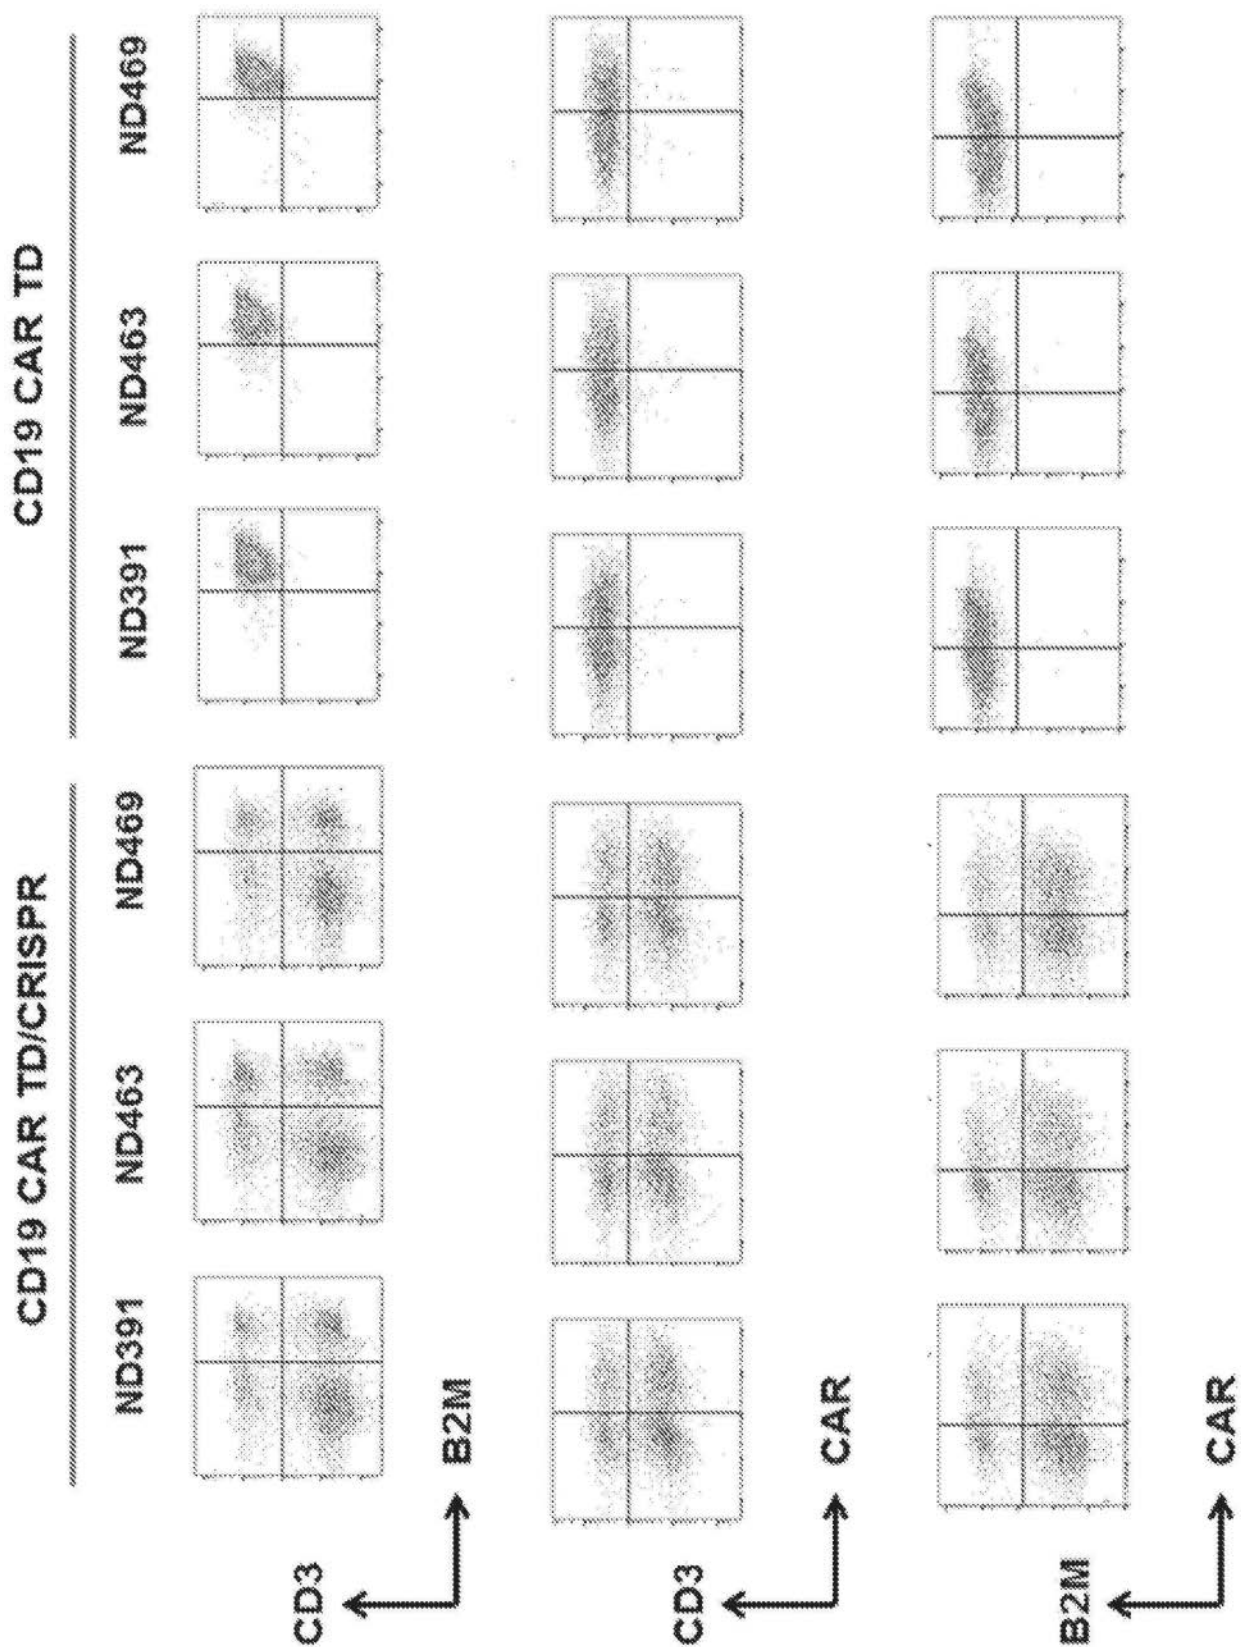 CD19 CAR TD/CRISPR
CD19 CAR TD
ND391
ND463
ND469
ND391
ND463
ND469
CD3
B2M
CD3
CAR
B2M
CAR